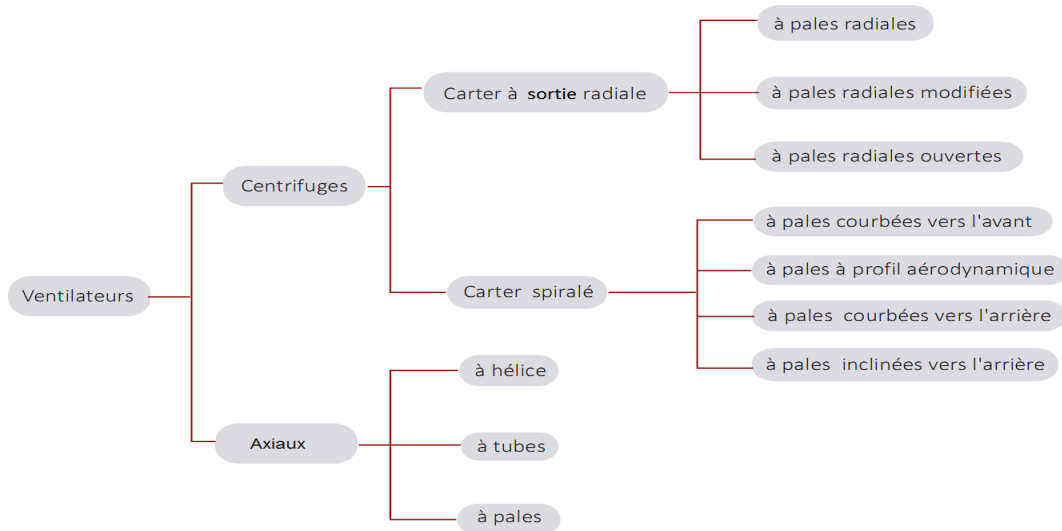 Ventilateurs
Centrifuges
Carter à sortie radiale
à pales radiales
à pales radiales modifiées
à pales radiales ouvertes
Carter spiralé
à pales courbées vers l'avant
à pales à profil aérodynamique
à pales courbées vers l'arrière
à pales inclinées vers l'arrière
Axiaux
à hélice
à tubes
à pales